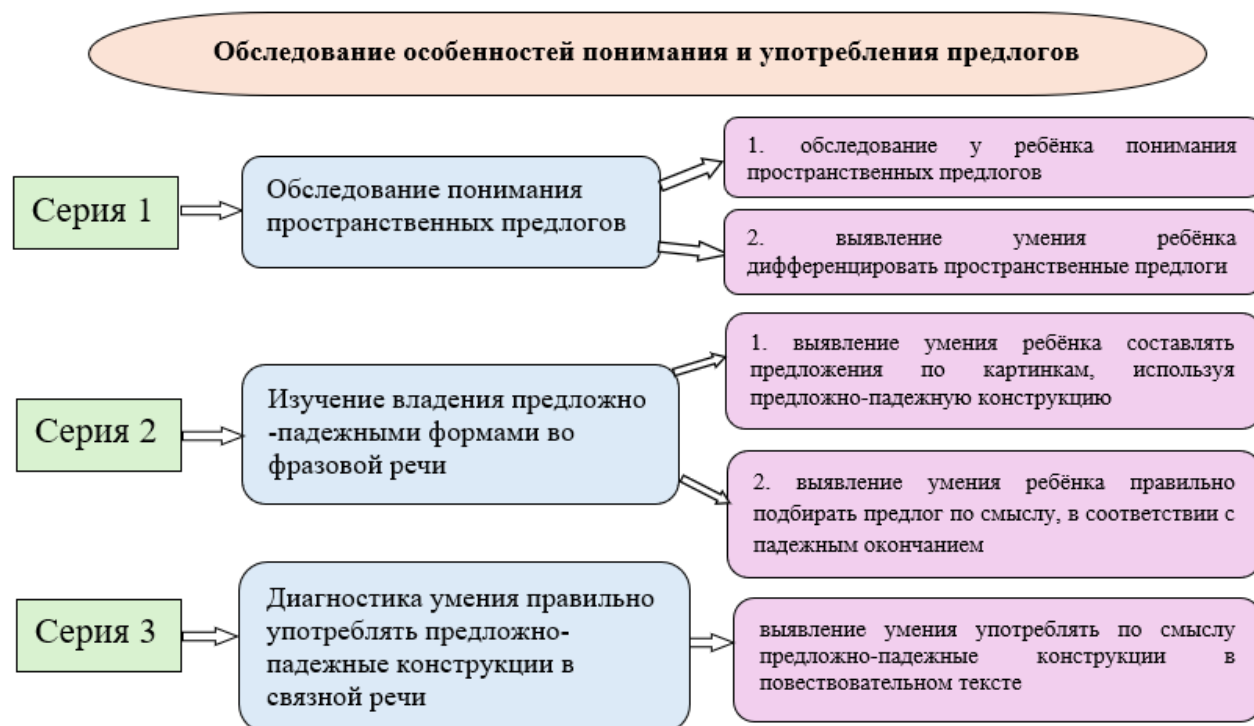 Обследование особенностей понимания и употребления предлогов
Серия 1
Обследование понимания
пространственных предлогов
1. обследование у ребёнка понимания
пространственных предлогов
2. выявление умения ребёнка
дифференцировать пространственные предлоги
Серия 2
Изучение владения предложно
-падежными формами во
фразовой речи
1. выявление умения ребёнка составлять
предложения по картинкам, используя
предложно-падежную конструкцию
2. выявление умения ребёнка правильно
подбирать предлог по смыслу, в соответствии с
падежным окончанием
Серия 3
Диагностика умения правильно
употреблять предложно-
падежные конструкции в
связной речи
выявление умения употреблять по смыслу
предложно-падежные конструкции в
повествовательном тексте